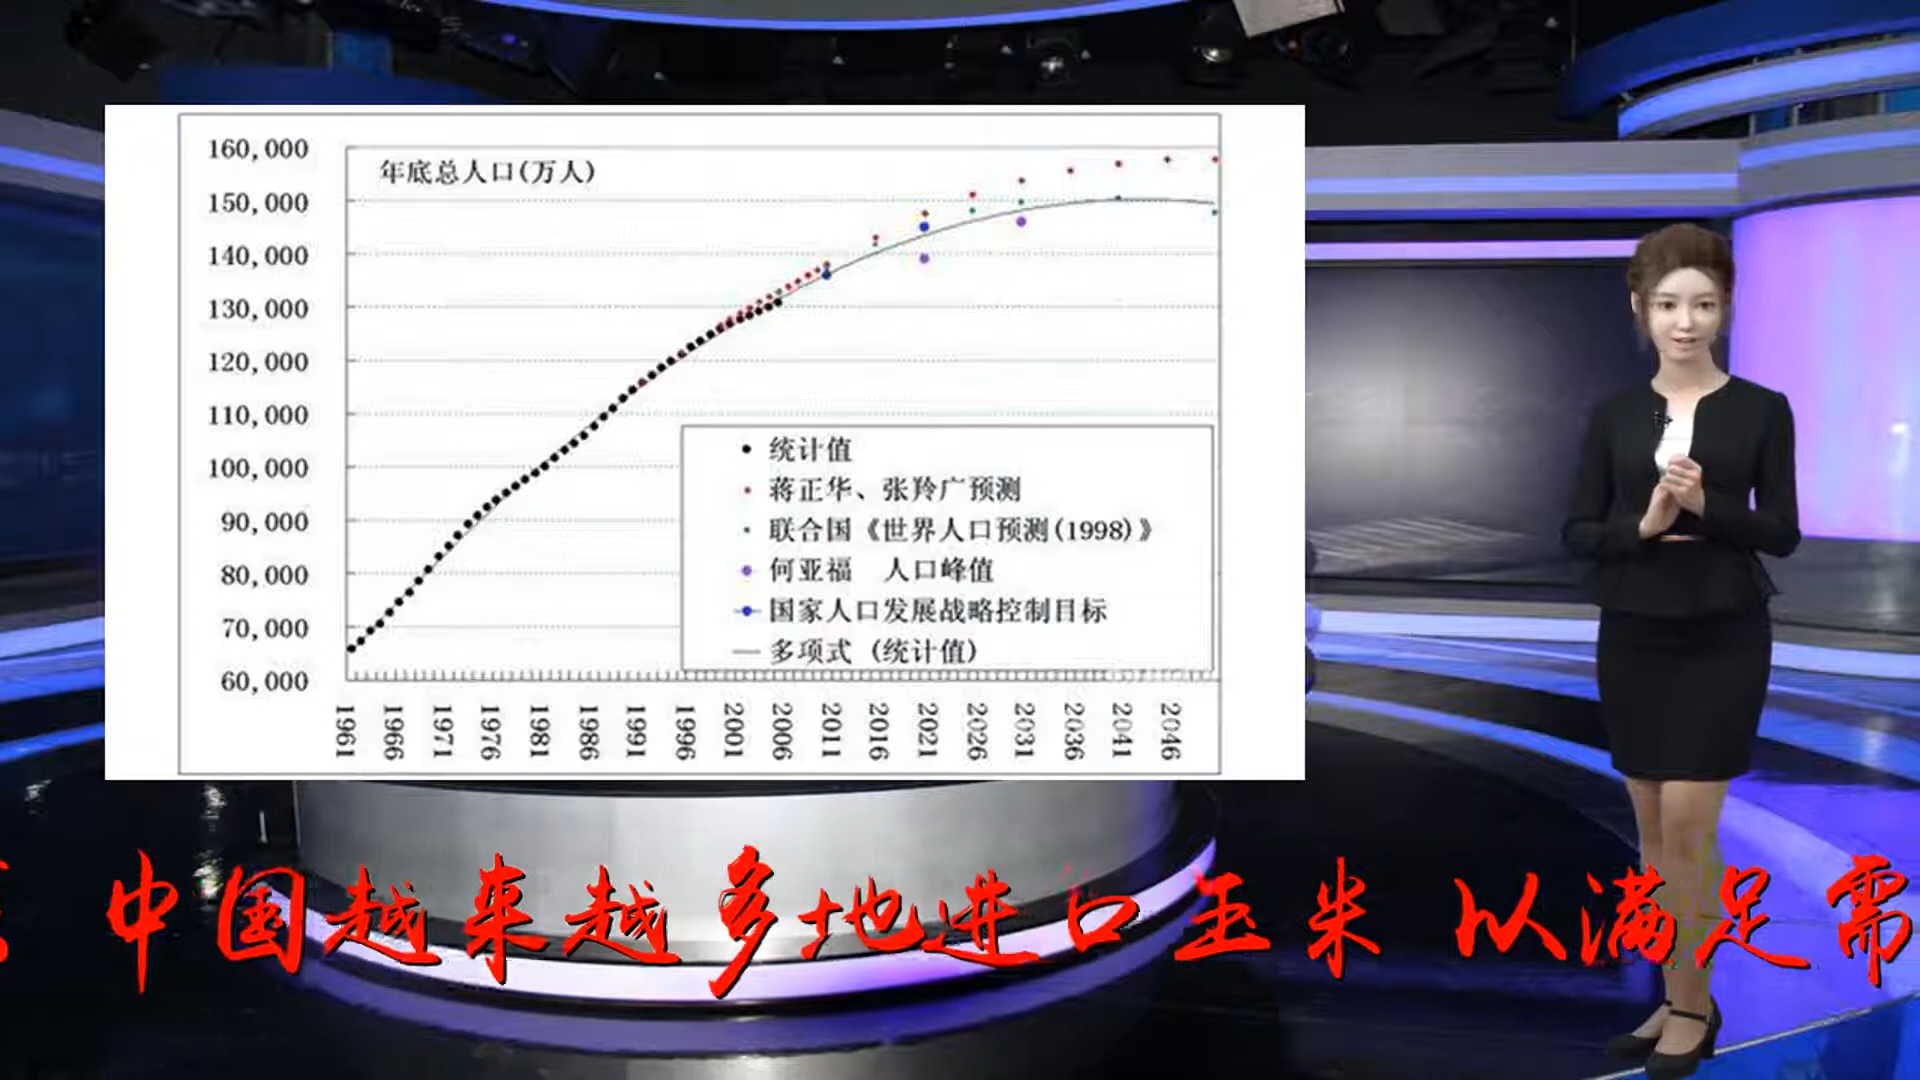 年底总人口(万人)
160,000
150,000
140,000
130,000
120,000
110,000
100,000
90,000
80,000
70,000
60,000
统计值
蒋正华、张羚广预测
联合国《世界人口预测(1998)》
何亚福 人口峰值
国家人口发展战略控制目标
多项式 (统计值)
1961 1966 1971 1976 1981 1986 1991 1996 2001 2006 2011 2016 2021 2026 2031 2036 2041 2046
中国越来越多地进口玉米 以满足需